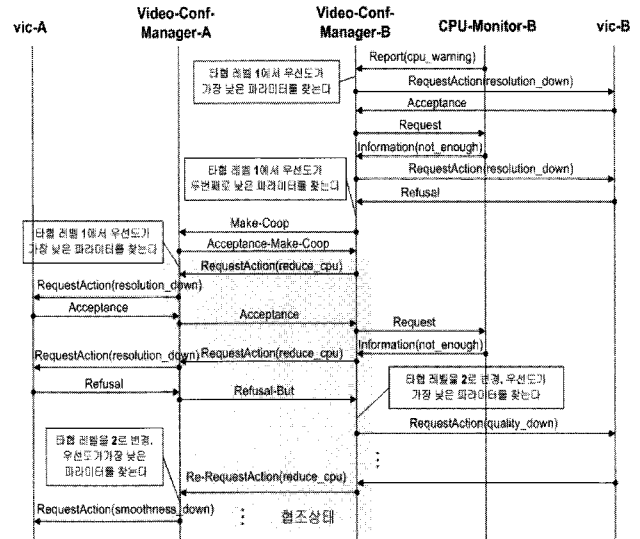 vic-A
Video-Conf-
Manager-A
Video-Conf-
Manager-B
CPU-Monitor-B
vic-B
Report(cpu_warning)
타협 레벨 1에서 우선도가
가장 낮은 파라미터를 찾는다
RequestAction(resolution_down)
Acceptance
Request
Information(not_enough)
타협 레벨 1에서 우선도가
두번째로 낮은 파라미터를 찾는다
RequestAction(resolution_down)
Refusal
Make-Coop
타협 레벨 1에서 우선도가
가장 낮은 파라미터를 찾는다
Acceptance-Make-Coop
RequestAction(reduce_cpu)
RequestAction(resolution_down)
Acceptance
Acceptance
Request
Information(not_enough)
RequestAction(resolution_down)
RequestAction(reduce_cpu)
Refusal
Refusal-But
타협 레벨을 2로 변경, 우선도가
가장 낮은 파라미터를 찾는다
RequestAction(quality_down)
타협 레벨을 2로 변경,
우선도가가장 낮은
파라미터를 찾는다
Re-RequestAction(reduce_cpu)
RequestAction(smoothness_down)
협조상태